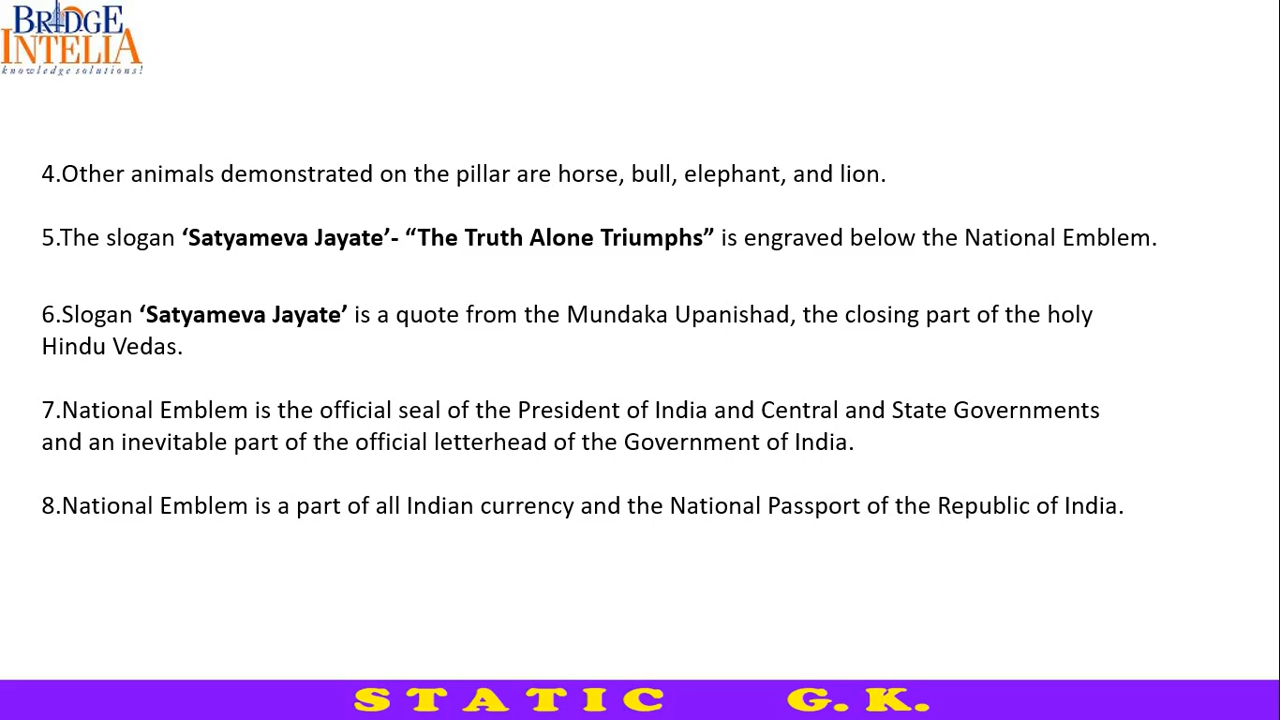 BRIDGE
INTELIA
knowledge solutions!
4.Other animals demonstrated on the pillar are horse, bull, elephant, and lion.
5.The slogan ‘Satyameva Jayate’- “The Truth Alone Triumphs” is engraved below the National Emblem.
6.Slogan ‘Satyameva Jayate’ is a quote from the Mundaka Upanishad, the closing part of the holy
Hindu Vedas.
7.National Emblem is the official seal of the President of India and Central and State Governments
and an inevitable part of the official letterhead of the Government of India.
8.National Emblem is a part of all Indian currency and the National Passport of the Republic of India.
STATIC G.K.